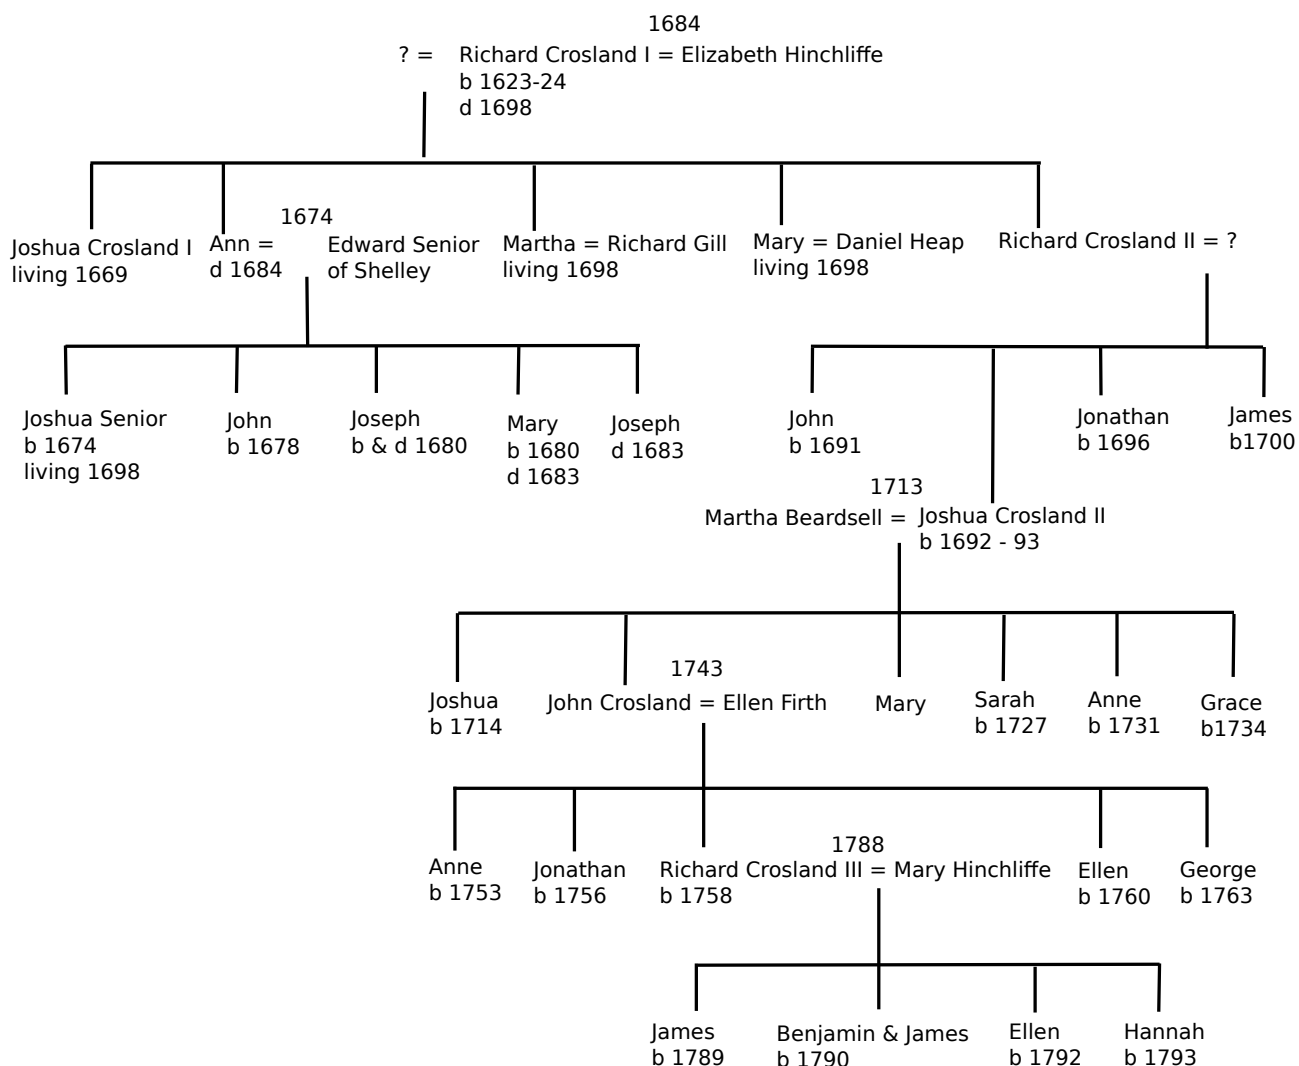 1684
? = Richard Crosland I = Elizabeth Hinchliffe
b 1623-24
d 1698
1674
Joshua Crosland I
living 1669
Ann =
d 1684
Edward Senior
of Shelley
Martha = Richard Gill
living 1698
Mary = Daniel Heap
living 1698
Richard Crosland II = ?
Joshua Senior
b 1674
living 1698
John
b 1678
Joseph
b & d 1680
Mary
b 1680
d 1683
Joseph
d 1683
John
b 1691
Jonathan
b 1696
James
b1700
1713
Martha Beardsell = Joshua Crosland II
b 1692 - 93
Joshua
b 1714
1743
John Crosland = Ellen Firth
Mary
Sarah
b 1727
Anne
b 1731
Grace
b1734
Anne
b 1753
Jonathan
b 1756
1788
Richard Crosland III = Mary Hinchliffe
b 1758
Ellen
b 1760
George
b 1763
James
b 1789
Benjamin & James
b 1790
Ellen
b 1792
Hannah
b 1793